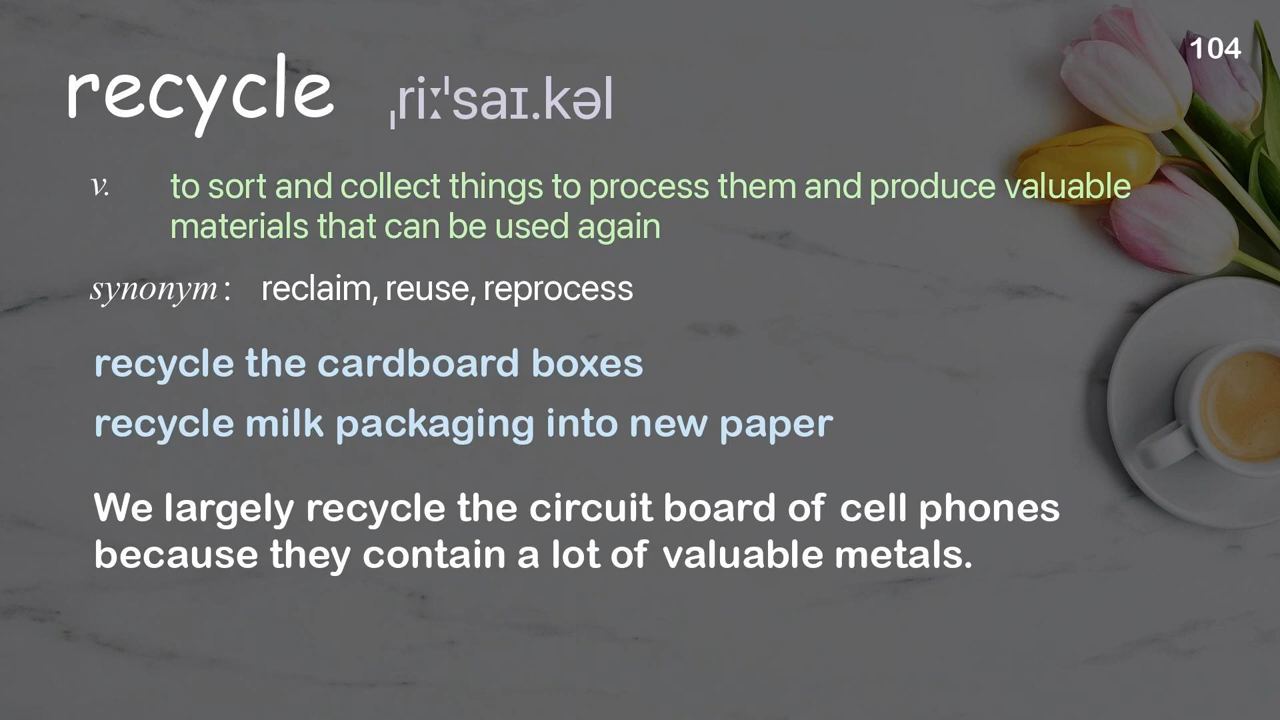 104
recycle ˌriːˈsaɪ.kəl
v. to sort and collect things to process them and produce valuable
materials that can be used again
synonym: reclaim, reuse, reprocess
recycle the cardboard boxes
recycle milk packaging into new paper
We largely recycle the circuit board of cell phones
because they contain a lot of valuable metals.